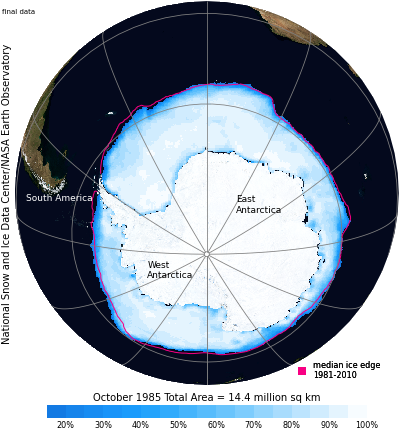 final data
National Snow and Ice Data Center/NASA Earth Observatory
South America
East
Antarctica
West
Antarctica
median ice edge
1981-2010
October 1985 Total Area = 14.4 million sq km
20% 30% 40% 50% 60% 70% 80% 90% 100%